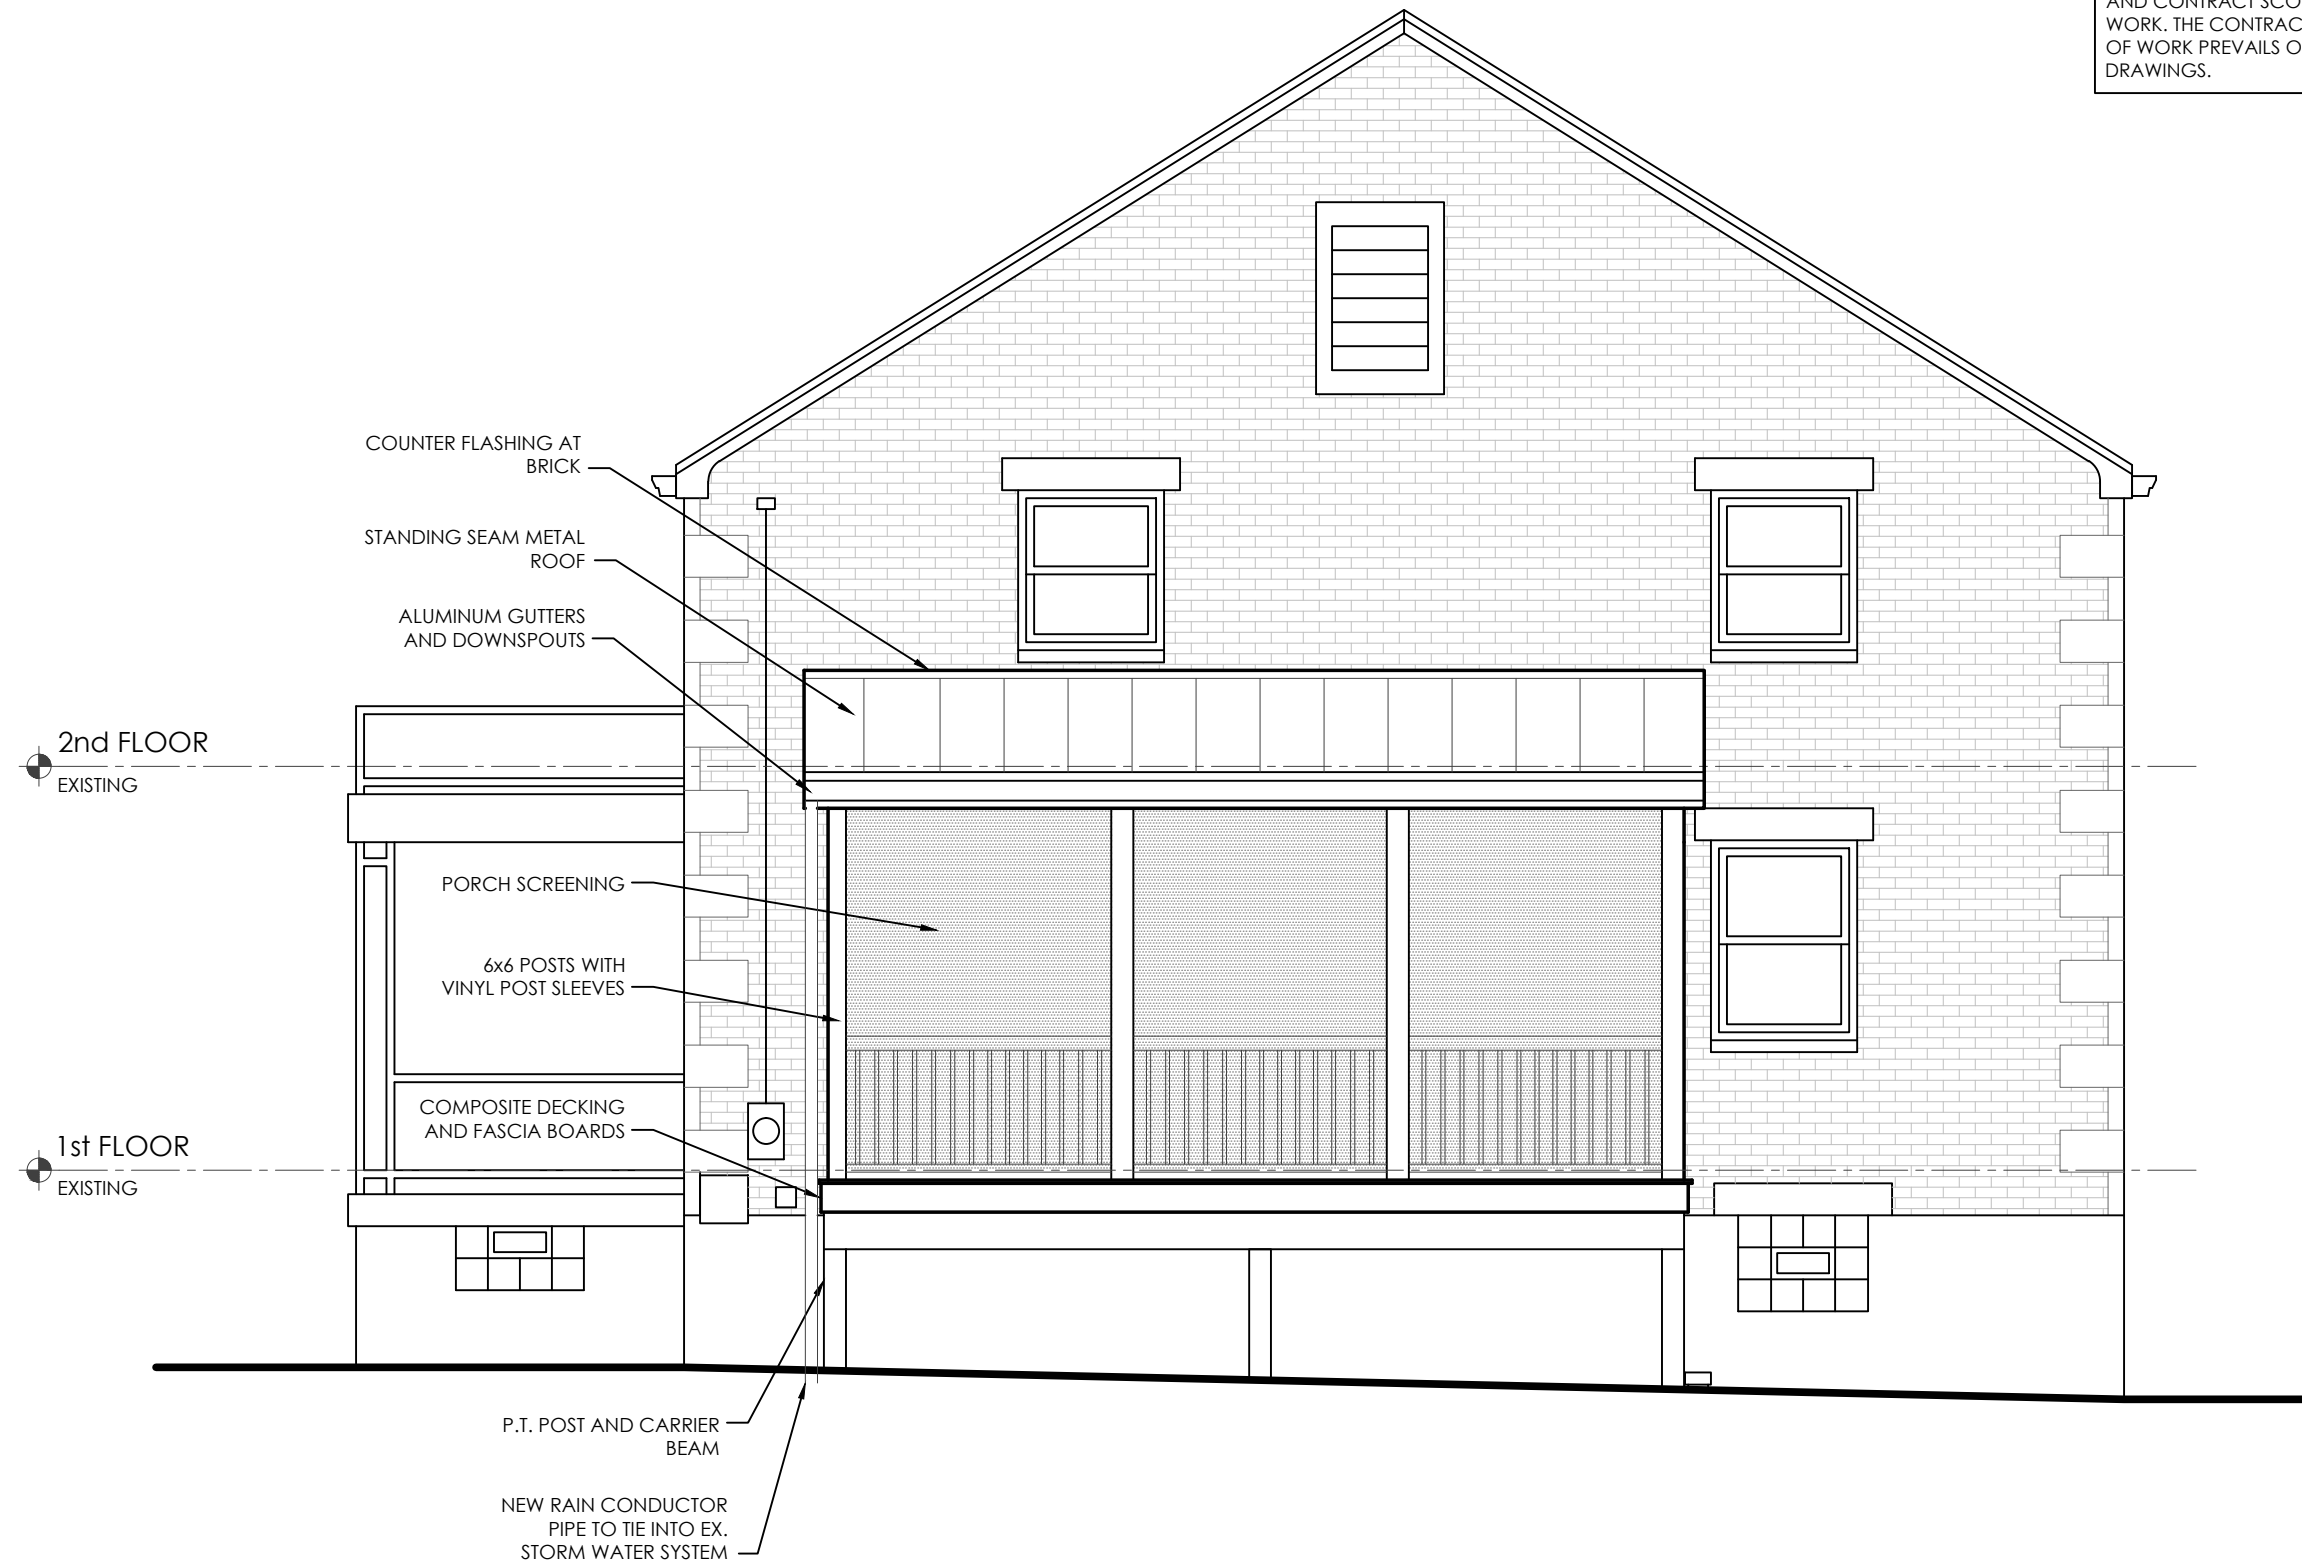 AND CONTRACT SCO
WORK. THE CONTRAC
OF WORK PREVAILS O
DRAWINGS.
COUNTER FLASHING AT
BRICK
STANDING SEAM METAL
ROOF
ALUMINUM GUTTERS
AND DOWNSPOUTS
2nd FLOOR
EXISTING
PORCH SCREENING
6x6 POSTS WITH
VINYL POST SLEEVES
COMPOSITE DECKING
AND FASCIA BOARDS
1st FLOOR
EXISTING
P.T. POST AND CARRIER
BEAM
NEW RAIN CONDUCTOR
PIPE TO TIE INTO EX.
STORM WATER SYSTEM